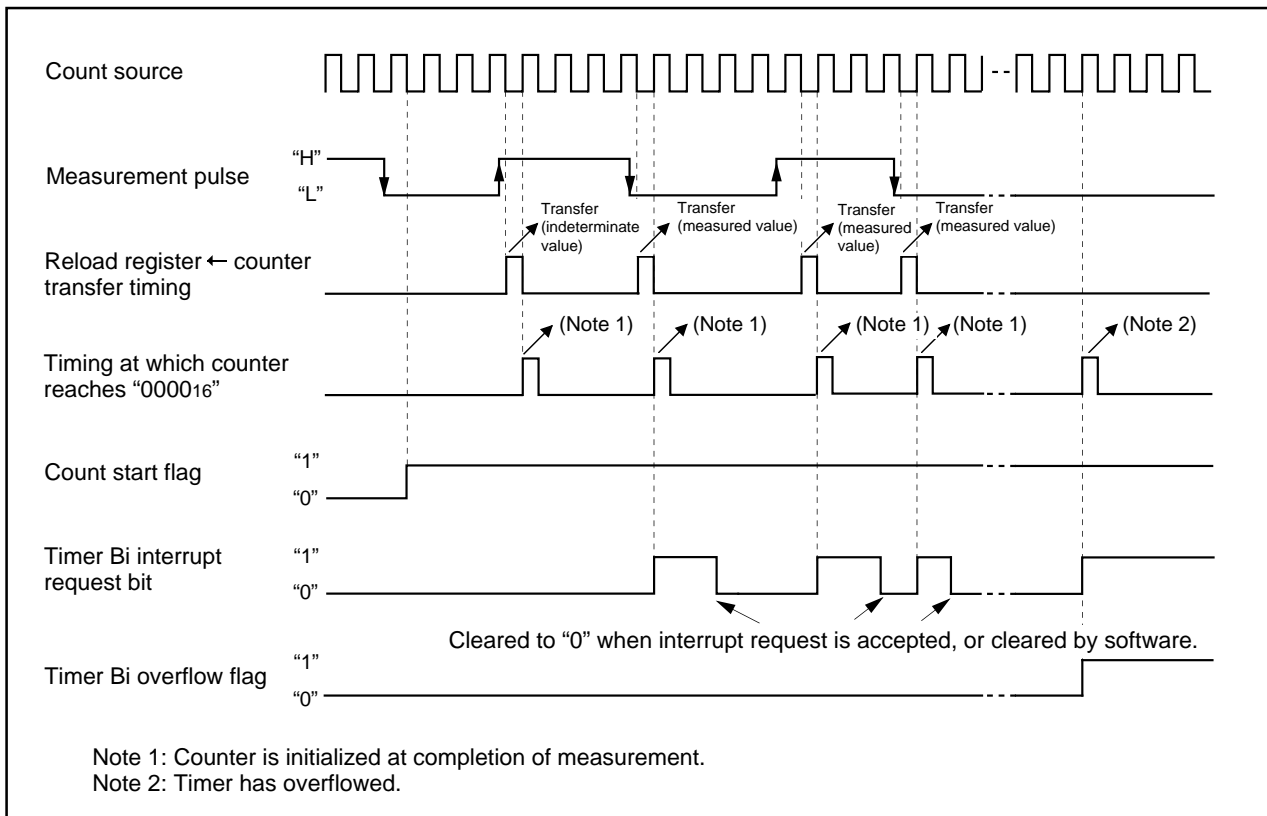 Count source
Measurement pulse
“H”
“L”
Transfer
(indeterminate
value)
Transfer
(measured value)
Transfer
(measured
value)
Transfer
(measured value)
Reload register ← counter
transfer timing
(Note 1)
(Note 1)
(Note 1)
(Note 1)
(Note 2)
Timing at which counter
reaches “000016”
Count start flag
“1”
“0”
Timer Bi interrupt
request bit
“1”
“0”
Cleared to “0” when interrupt request is accepted, or cleared by software.
Timer Bi overflow flag
“1”
“0”
Note 1: Counter is initialized at completion of measurement.
Note 2: Timer has overflowed.